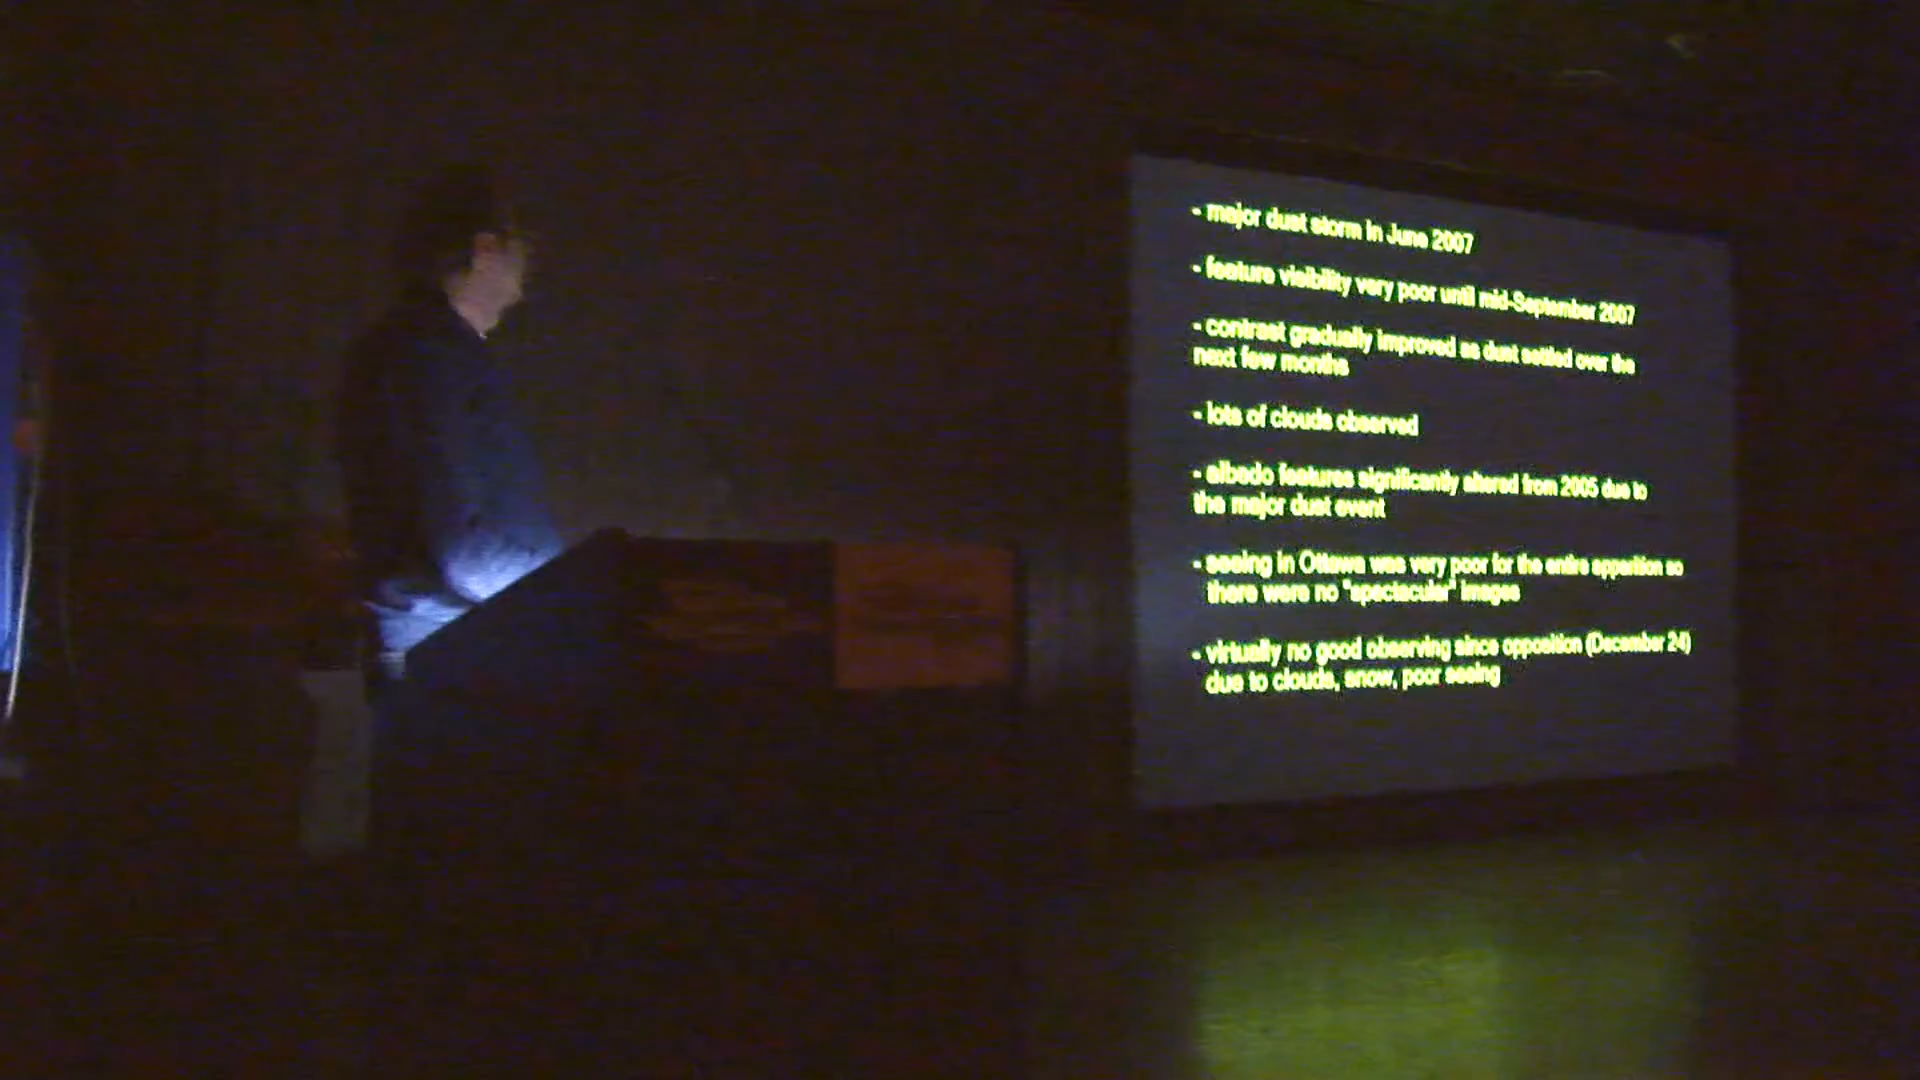 - major dust storm in June 2007
- feature visibility very poor until mid-September 2007
- contrast gradually improved as dust settled over the
next few months
- lots of clouds observed
- albedo features significantly altered from 2005 due to
the major dust event
- seeing in Ottawa was very poor for the entire apparition so
there were no "spectacular" images
- virtually no good observing since opposition (December 24)
due to clouds, snow, poor seeing